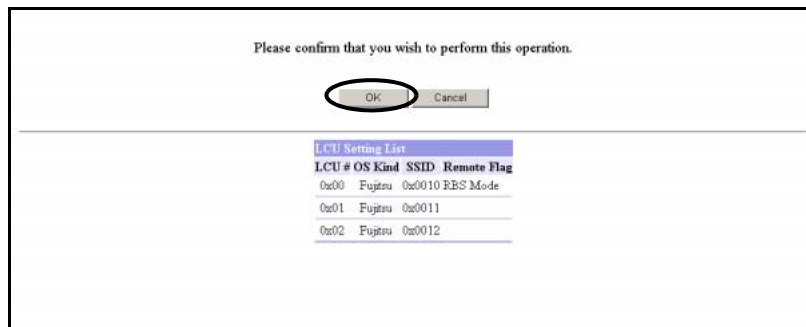 Please confirm that you wish to perform this operation.
OK Cancel
LCU Setting List
LCU # OS Kind SSID Remote Flag
0x00 Fujitsu 0x0010 RBS Mode
0x01 Fujitsu 0x0011
0x02 Fujitsu 0x0012